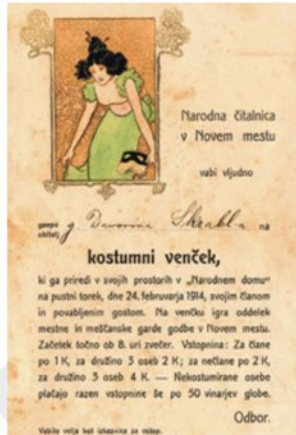 Narodna čitalnica
v Novem mestu
vabi vljudno
gospo g. Davorina
obitelj na
kostumni venček,
ki ga priredi v svojih prostorih v „Narodnem domu“
na pustni torek, dne 24. februvarja 1914, svojim članom
in povabljenim gostom. Na venčku igra oddelek
mestne in meščanske garde godbe v Novem mestu.
Začetek točno ob 8. uri zvečer. Vstopnina: Za člane
po 1 K, za družino 3 oseb 2 K; za nečlane po 2 K,
za družino 3 oseb 4 K. — Nekostumirane osebe
plačajo razen vstopnine še po 50 vinarjev globe.
Odbor.
Vabilo velja kot izkaznica za vstop.